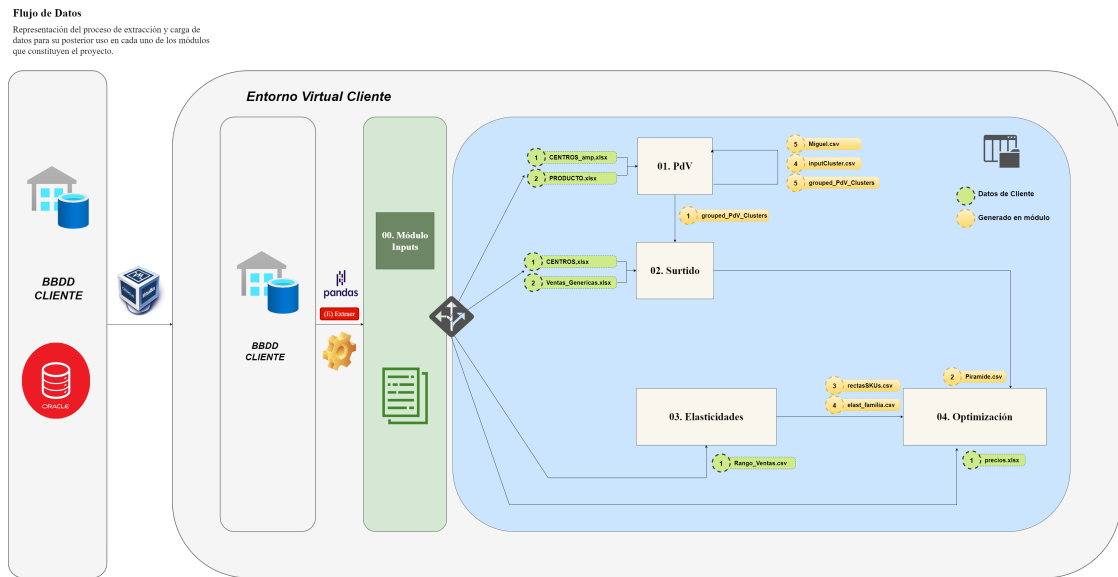 Flujo de Datos
Representación del proceso de extracción y carga de
datos para su posterior uso en cada uno de los módulos
que constituyen el proyecto.
Entorno Virtual Cliente
BBDD
CLIENTE
ORACLE
BBDD
CLIENTE
pandas
(E) Extraer
00. Módulo
Inputs
1 CENTROS_amp.xlsx
2 PRODUCTO.xlsx
01. PdV
5 Miguel.csv
4 inputCluster.csv
5 grouped_PdV_Clusters
Datos de Cliente
Generado en módulo
1 grouped_PdV_Clusters
1 CENTROS,xlsx
2 Ventas_Genericas.xlsx
02. Surtido
2 Piramide.csv
3 rectasSKUs.csv
4 elast_familia.csv
03. Elasticidades
04. Optimización
1 Rango_Ventas.csv
1 precios.xlsx